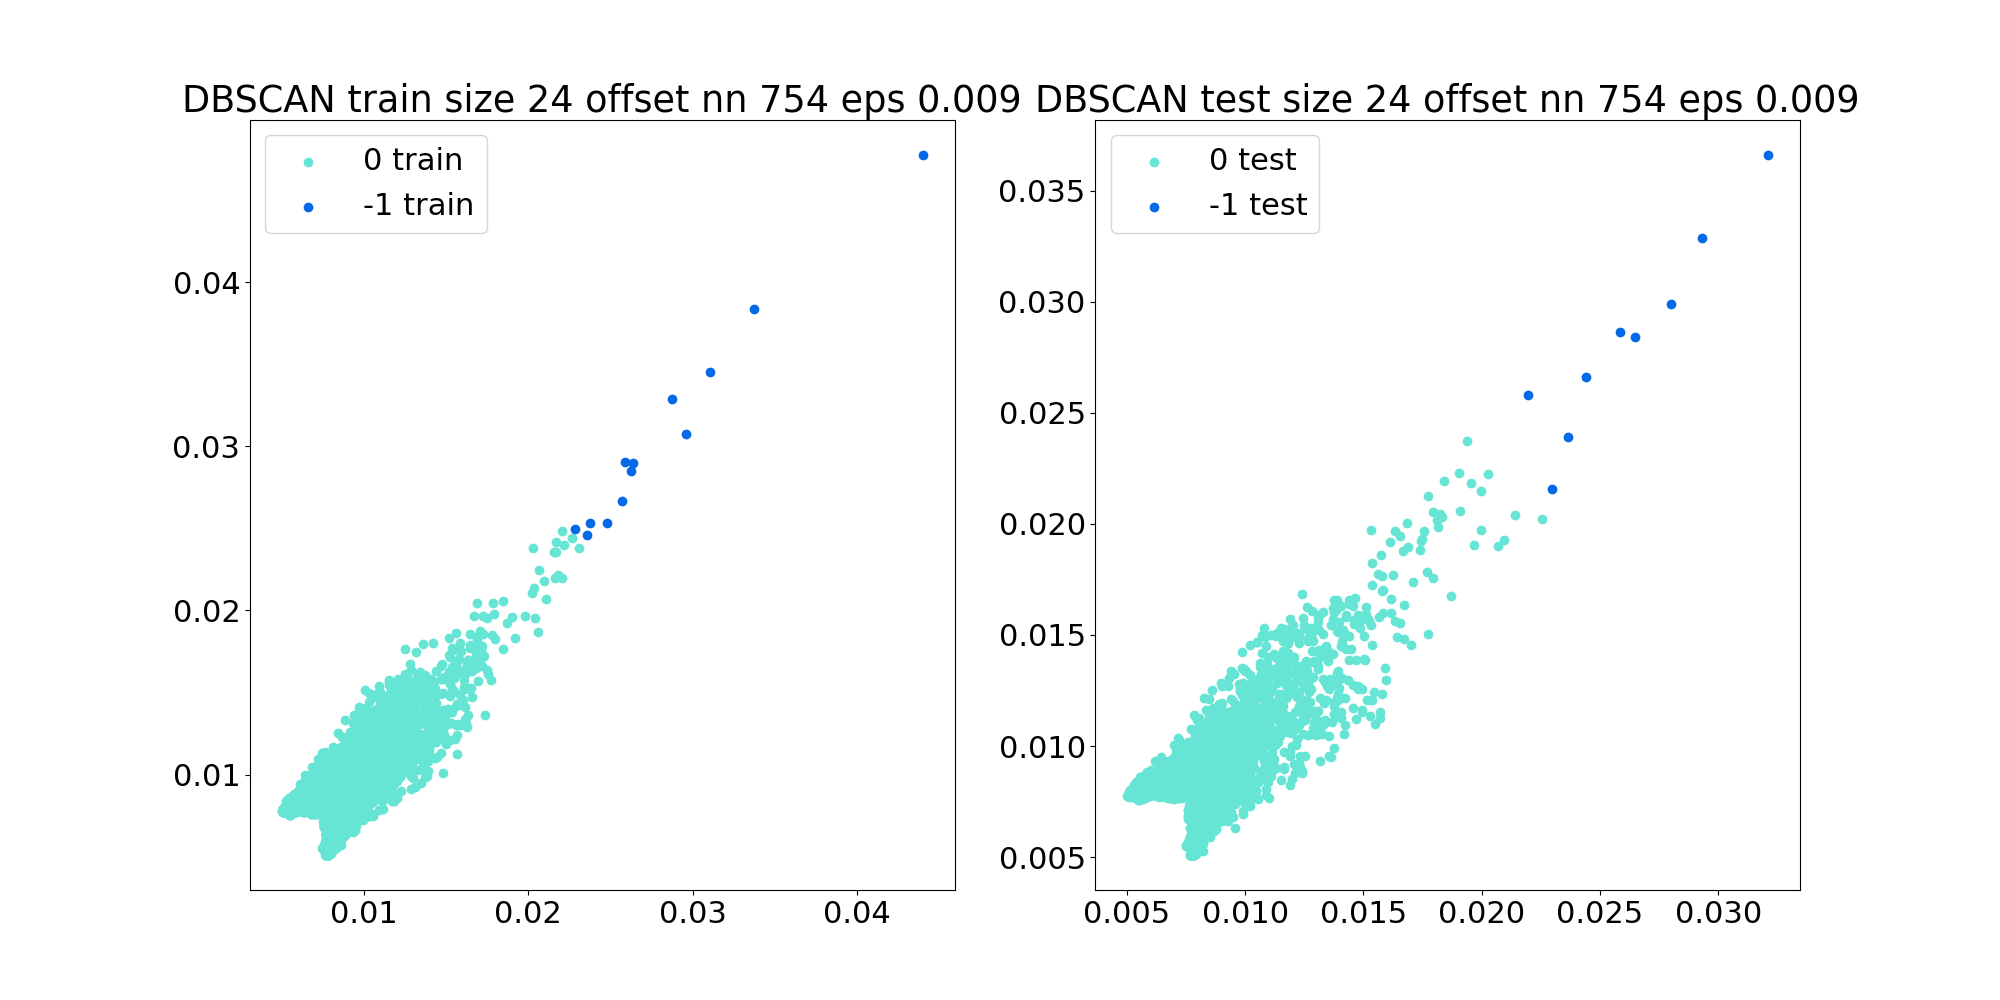 DBSCAN train size 24 offset nn 754 eps 0.009
0 train
-1 train
0.04
0.03
0.02
0.01
0.01 0.02 0.03 0.04
DBSCAN test size 24 offset nn 754 eps 0.009
0 test
-1 test
0.035
0.030
0.025
0.020
0.015
0.010
0.005
0.005 0.010 0.015 0.020 0.025 0.030